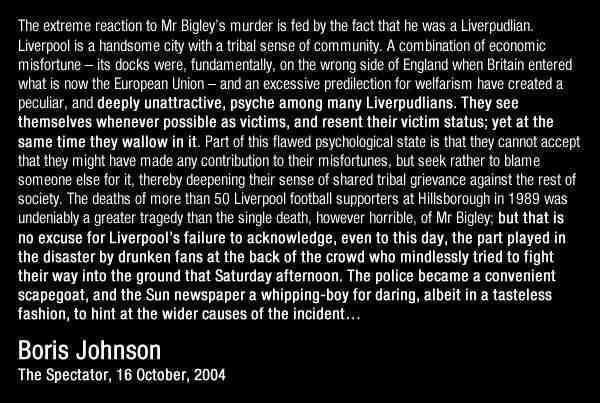 The extreme reaction to Mr Bigley's murder is fed by the fact that he was a Liverpudlian.
Liverpool is a handsome city with a tribal sense of community. A combination of economic
misfortune – its docks were, fundamentally, on the wrong side of England when Britain entered
what is now the European Union – and an excessive predilection for welfarism have created a
peculiar, and deeply unattractive, psyche among many Liverpudlians. They see
themselves whenever possible as victims, and resent their victim status; yet at the
same time they wallow in it. Part of this flawed psychological state is that they cannot accept
that they might have made any contribution to their misfortunes, but seek rather to blame
someone else for it, thereby deepening their sense of shared tribal grievance against the rest of
society. The deaths of more than 50 Liverpool football supporters at Hillsborough in 1989 was
undeniably a greater tragedy than the single death, however horrible, of Mr Bigley; but that is
no excuse for Liverpool's failure to acknowledge, even to this day, the part played in
the disaster by drunken fans at the back of the crowd who mindlessly tried to fight
their way into the ground that Saturday afternoon. The police became a convenient
scapegoat, and the Sun newspaper a whipping-boy for daring, albeit in a tasteless
fashion, to hint at the wider causes of the incident…
Boris Johnson
The Spectator, 16 October, 2004